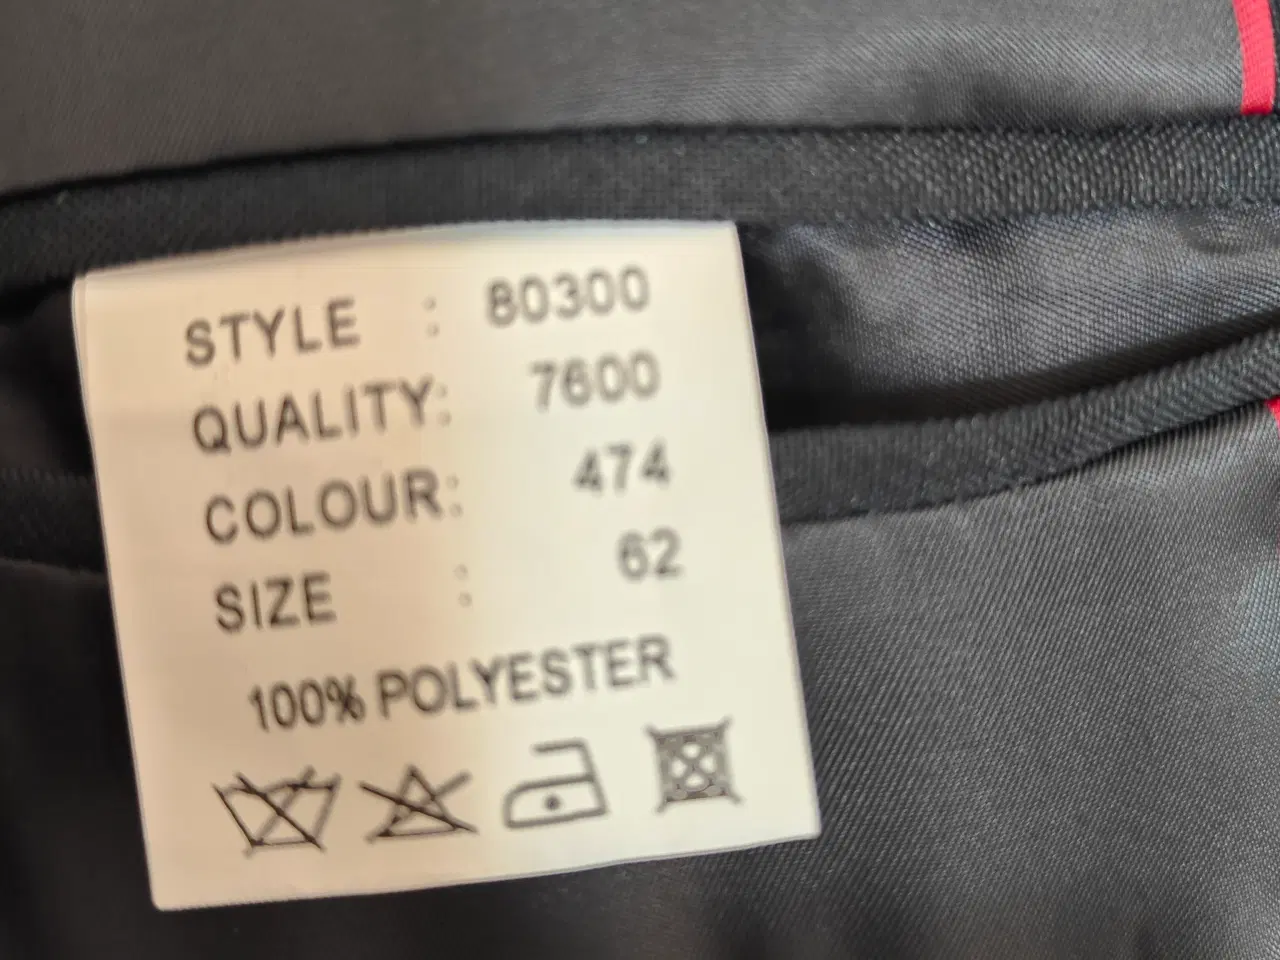 STYLE : 80300
QUALITY: 7600
COLOUR: 474
SIZE : 62
100% POLYESTER